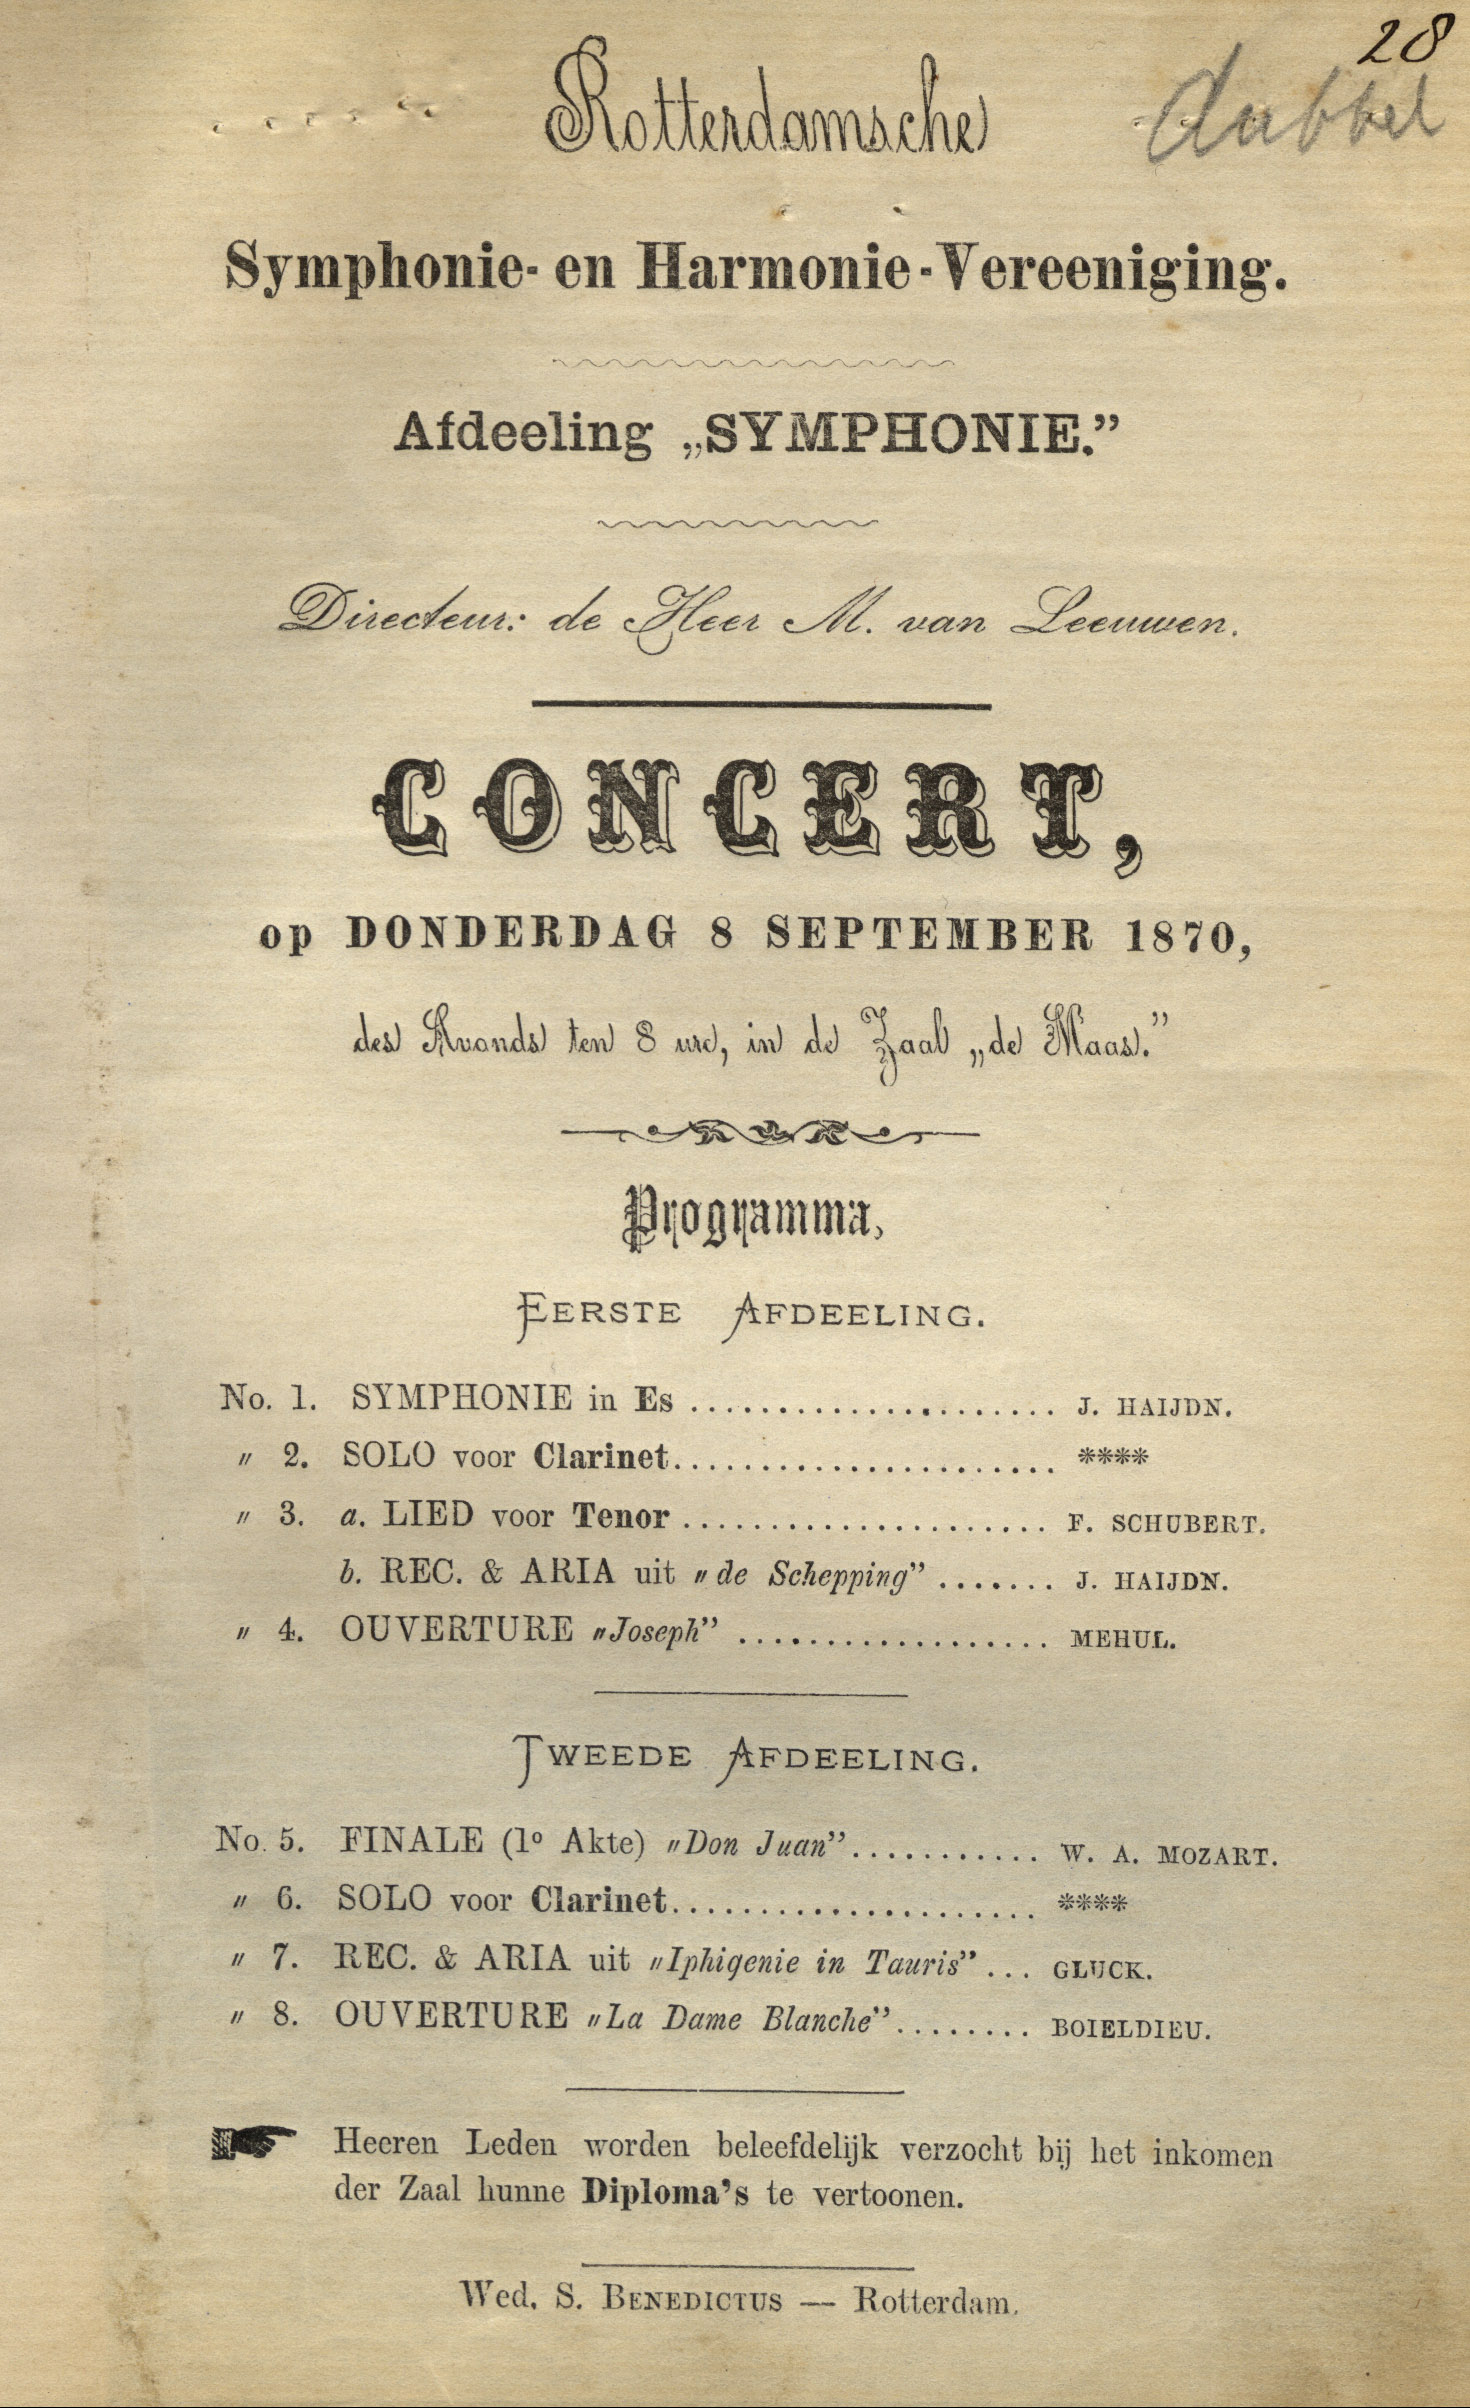 28
dubbel
Rotterdamsche
Symphonie- en Harmonie-Vereeniging.
Afdeeling „SYMPHONIE.”
Directeur: de Heer M. van Leeuwen.
CONCERT,
op DONDERDAG 8 SEPTEMBER 1870,
des Avonds ten 8 ure, in de Zaal „de Maas.”
Programma,
EERSTE AFDEELING.
No. 1. SYMPHONIE in Es ...................... J. HAIJDN.
„ 2. SOLO voor Clarinet....................... ****
„ 3. a. LIED voor Tenor ...................... F. SCHUBERT.
b. REC. & ARIA uit „de Schepping” ....... J. HAIJDN.
„ 4. OUVERTURE „Joseph” ................... MEHUL.
TWEEDE AFDEELING.
No. 5. FINALE (1º Akte) „Don Juan”........... W. A. MOZART.
„ 6. SOLO voor Clarinet...................... ****
„ 7. REC. & ARIA uit „Iphigenie in Tauris” ... GLUCK.
„ 8. OUVERTURE „La Dame Blanche”........ BOIELDIEU.
Heeren Leden worden beleefdelijk verzocht bij het inkomen
der Zaal hunne Diploma's te vertoonen.
Wed. S. BENEDICTUS — Rotterdam.